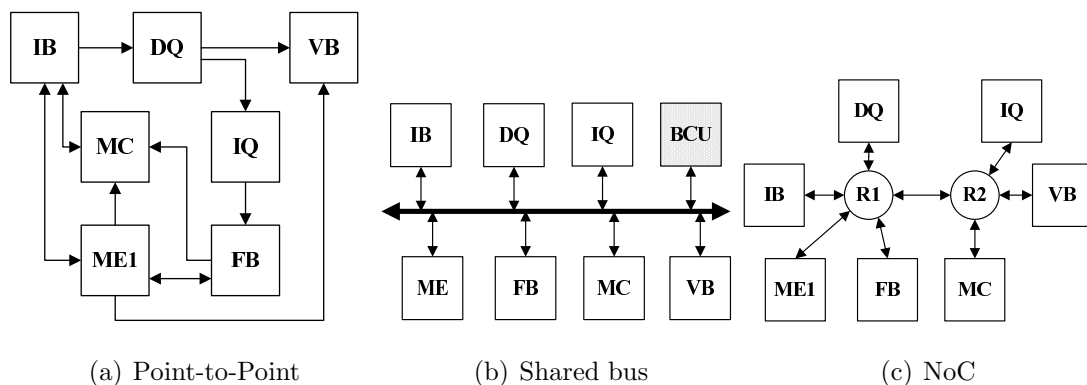 IB DQ VB
MC IQ
ME1 FB
(a) Point-to-Point
IB DQ IQ BCU
ME FB MC VB
(b) Shared bus
DQ IQ
IB R1 R2 VB
ME1 FB MC
(c) NoC